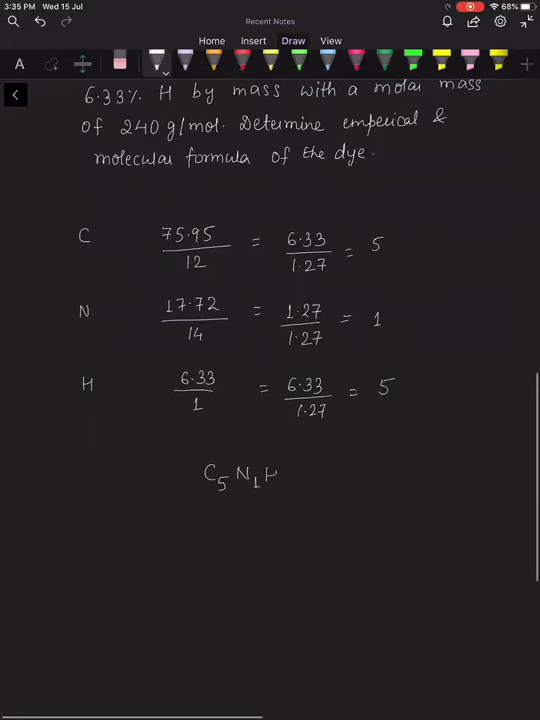 3:35 PM Wed 15 Jul
68%
Recent Notes
Home Insert Draw View
A
6.33% H by mass with a molar mass
of 240 g/mol. Determine emperical &
molecular formula of the dye.
C 75.95/12 = 6.33/1.27 = 5
N 17.72/14 = 1.27/1.27 = 1
H 6.33/1 = 6.33/1.27 = 5
C5 N1 H